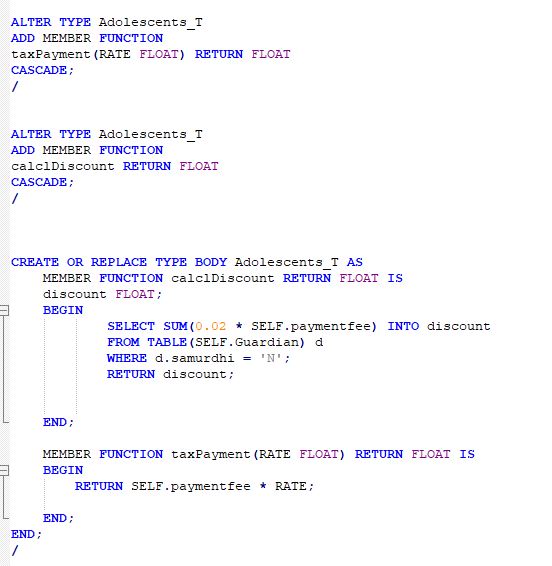 ALTER TYPE Adolescents_T
ADD MEMBER FUNCTION
taxPayment(RATE FLOAT) RETURN FLOAT
CASCADE;
/
ALTER TYPE Adolescents_T
ADD MEMBER FUNCTION
calclDiscount RETURN FLOAT
CASCADE;
/
CREATE OR REPLACE TYPE BODY Adolescents_T AS
MEMBER FUNCTION calclDiscount RETURN FLOAT IS
discount FLOAT;
BEGIN
SELECT SUM(0.02 * SELF.paymentfee) INTO discount
FROM TABLE(SELF.Guardian) d
WHERE d.samurdhi = 'N';
RETURN discount;
END;
MEMBER FUNCTION taxPayment(RATE FLOAT) RETURN FLOAT IS
BEGIN
RETURN SELF.paymentfee * RATE;
END;
END;
/